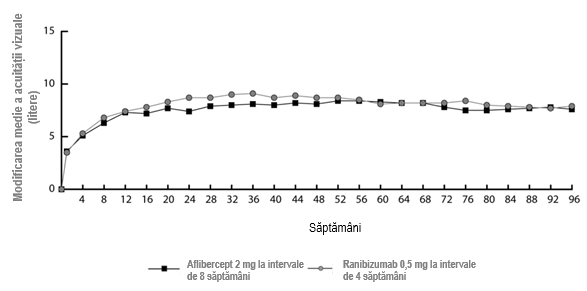 15
10
5
0
Modificarea medie a acuității vizuale
(litere)
4 8 12 16 20 24 28 32 36 40 44 48 52 56 60 64 68 72 76 80 84 88 92 96
Săptămâni
Aflibercept 2 mg la intervale
de 8 săptămâni
Ranibizumab 0,5 mg la intervale
de 4 săptămâni